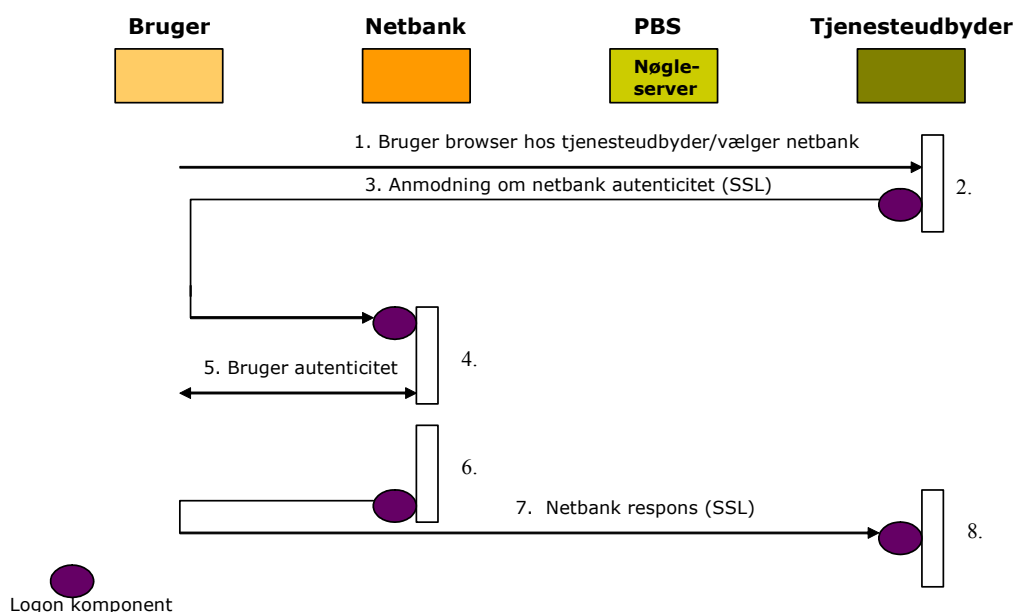 Bruger Netbank PBS Tjenesteudbyder
Nøgle-
server
1. Bruger browser hos tjenesteudbyder/vælger netbank
3. Anmodning om netbank autenticitet (SSL)
2.
4.
5. Bruger autenticitet
6.
7. Netbank respons (SSL)
8.
Logon komponent